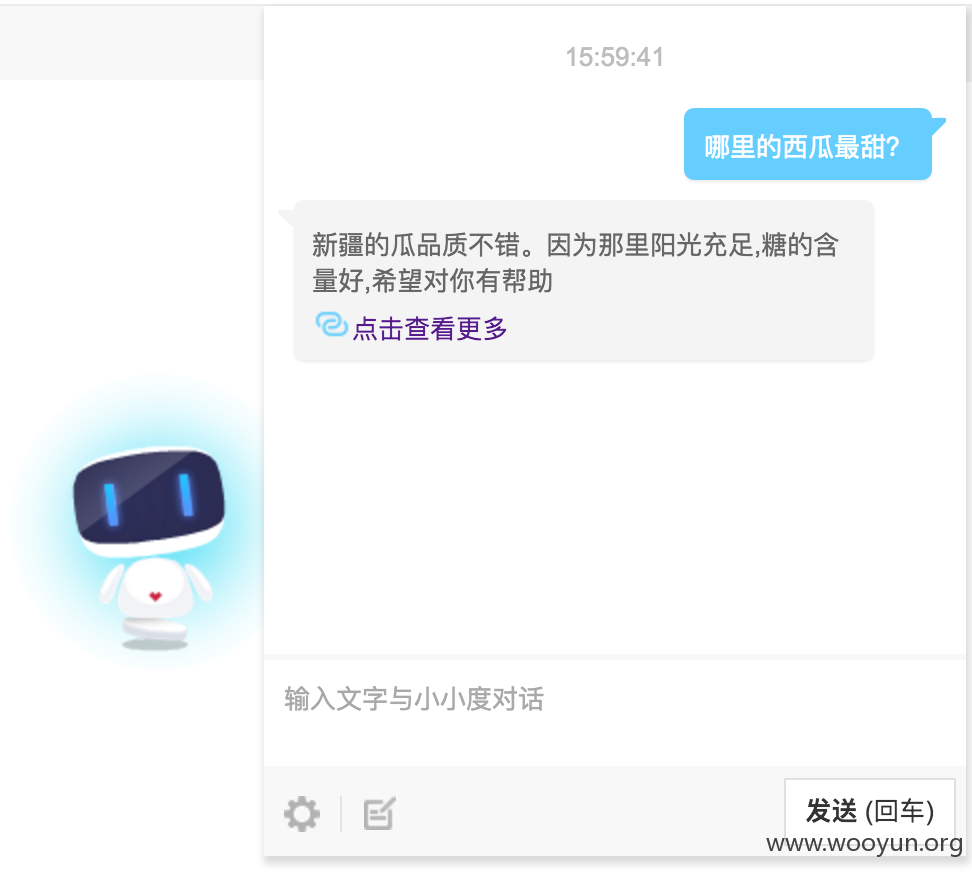 15:59:41
哪里的西瓜最甜?
新疆的瓜品质不错。因为那里阳光充足,糖的含
量好,希望对你有帮助
点击查看更多
输入文字与小小度对话
发送 (回车)
www.wooyun.org